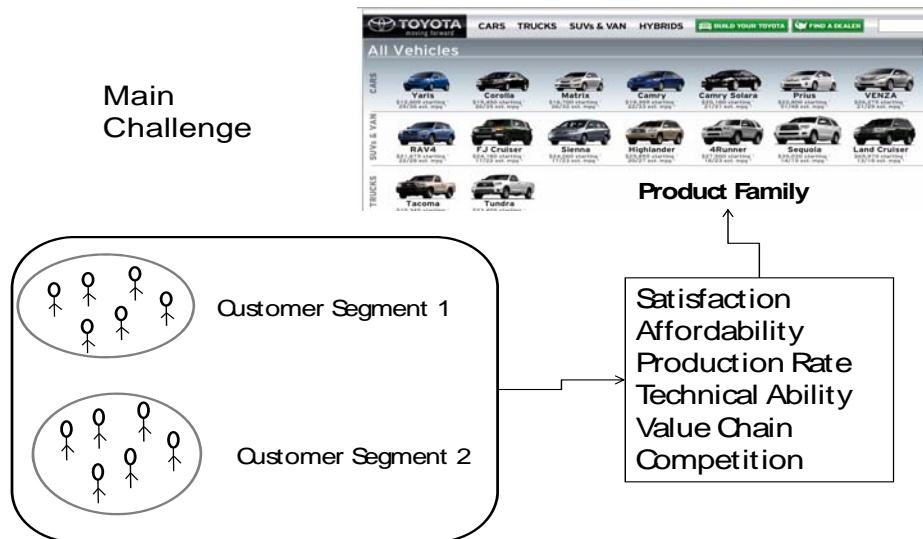 TOYOTA
moving forward
CARS TRUCKS SUVs & VAN HYBRIDS BUILD YOUR TOYOTA FIND A DEALER
All Vehicles
Main
Challenge
CARS
Yaris Corolla Matrix Camry Camry Solara Prius VENZA
SUVs & VAN
RAV4 FJ Cruiser Sienna Highlander 4Runner Sequoia Land Cruiser
TRUCKS
Tacoma Tundra
Product Family
Customer Segment 1
Customer Segment 2
Satisfaction
Affordability
Production Rate
Technical Ability
Value Chain
Competition